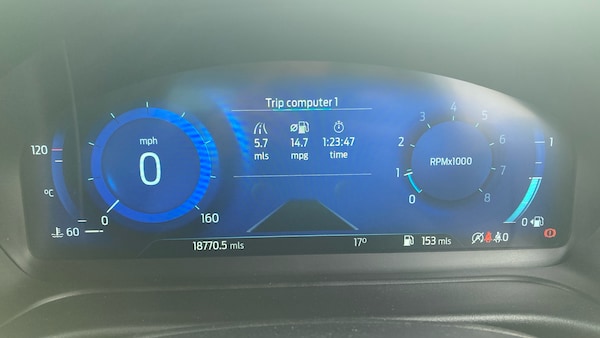 Trip computer 1
5.7 14.7 1:23:47
mls mpg time
mph
0
0 160
120
°C
60
0 1 2 3 4 5 6 7 8
RPMx1000
1
0
18770.5 mls 17° 153 mls
0